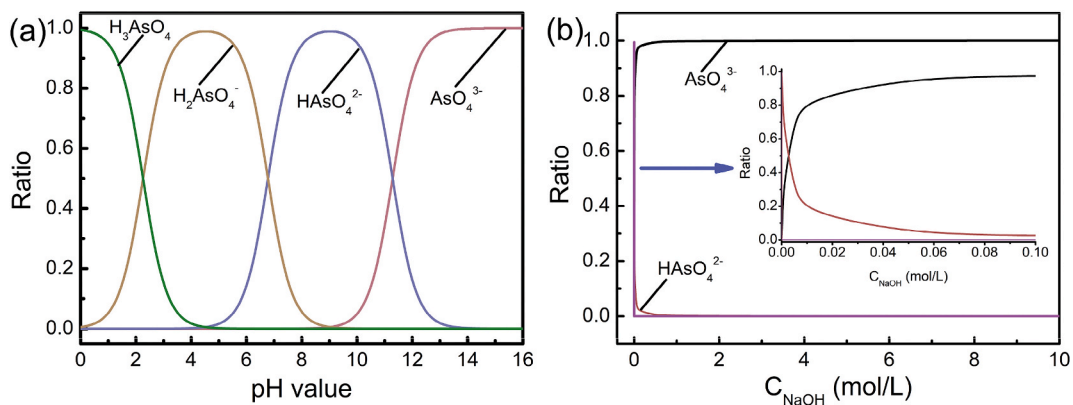 (a)
H₃AsO₄
H₂AsO₄⁻
HAsO₄²⁻
AsO₄³⁻
Ratio
1.0
0.8
0.6
0.4
0.2
0.0
0 2 4 6 8 10 12 14 16
pH value
(b)
AsO₄³⁻
HAsO₄²⁻
Ratio
1.0
0.8
0.6
0.4
0.2
0.0
0 2 4 6 8 10
C_NaOH (mol/L)
Ratio
1.0
0.8
0.6
0.4
0.2
0.0
0.00 0.02 0.04 0.06 0.08 0.10
C_NaOH (mol/L)